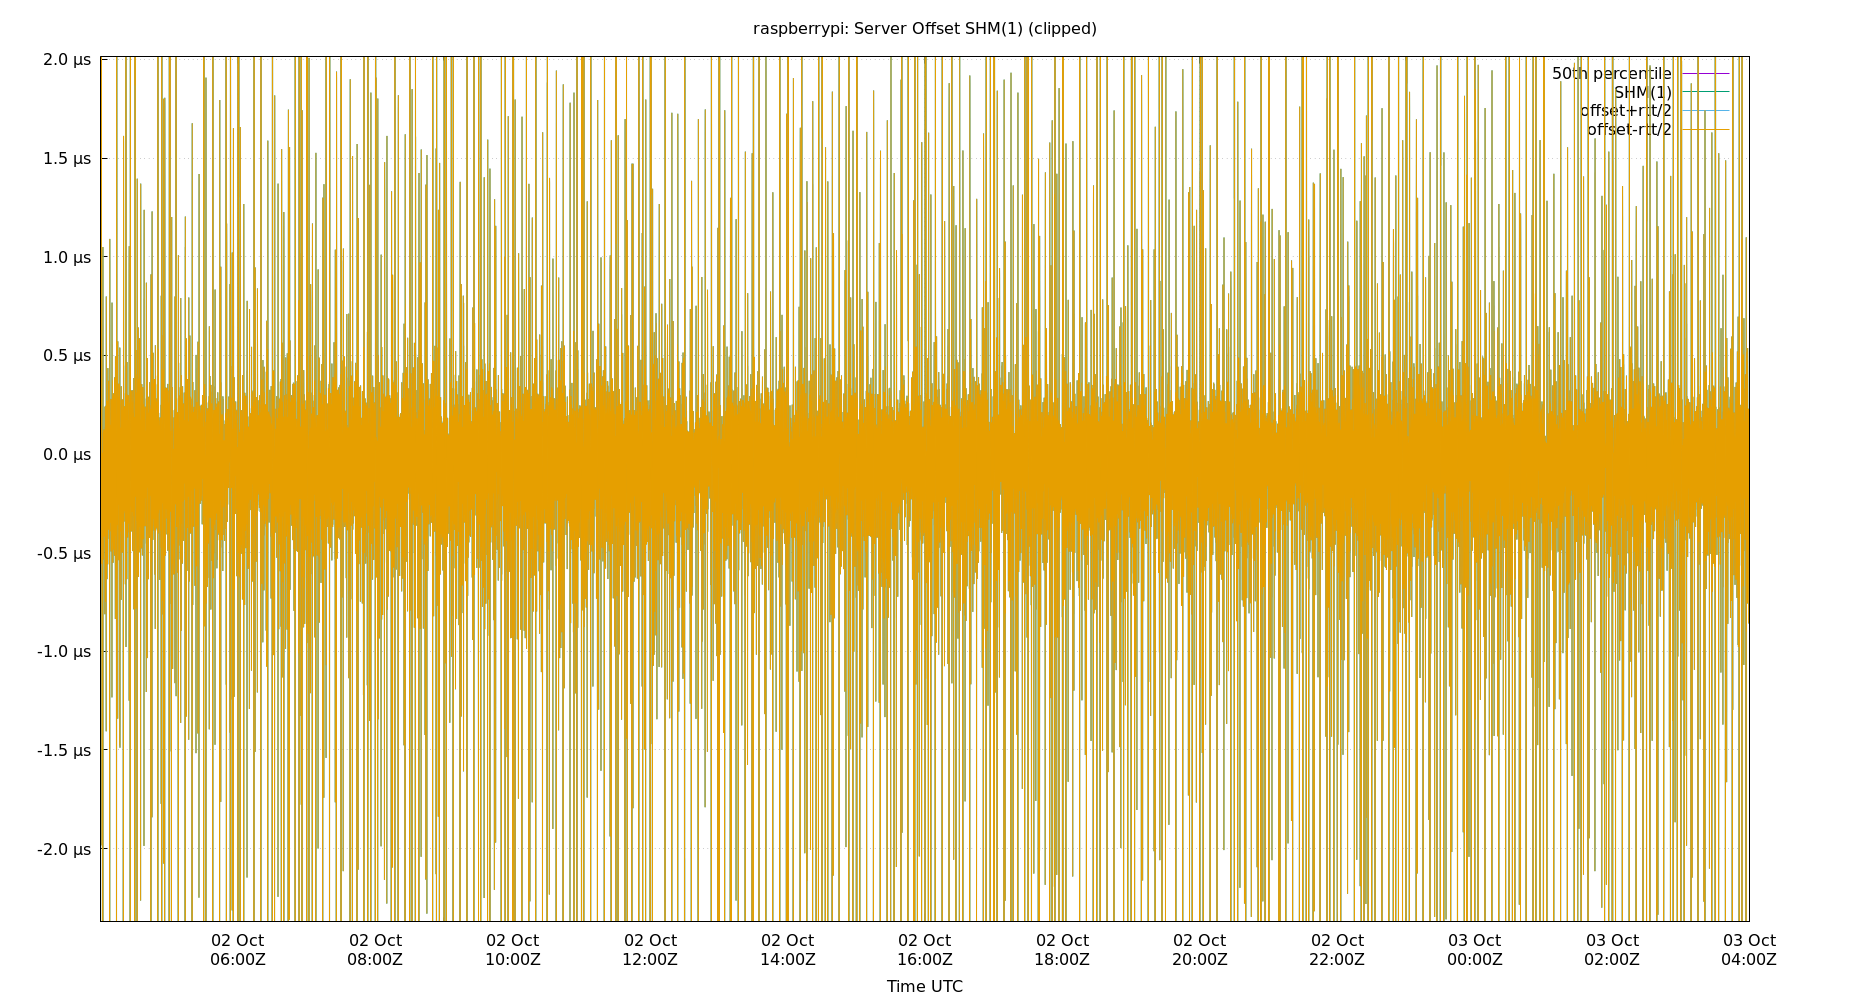 raspberrypi: Server Offset SHM(1) (clipped)
2.0 µs
1.5 µs
1.0 µs
0.5 µs
0.0 µs
-0.5 µs
-1.0 µs
-1.5 µs
-2.0 µs
50th percentile
SHM(1)
offset+rtt/2
offset-rtt/2
02 Oct 02 Oct 02 Oct 02 Oct 02 Oct 02 Oct 02 Oct 02 Oct 02 Oct 03 Oct 03 Oct 03 Oct
06:00Z 08:00Z 10:00Z 12:00Z 14:00Z 16:00Z 18:00Z 20:00Z 22:00Z 00:00Z 02:00Z 04:00Z
Time UTC